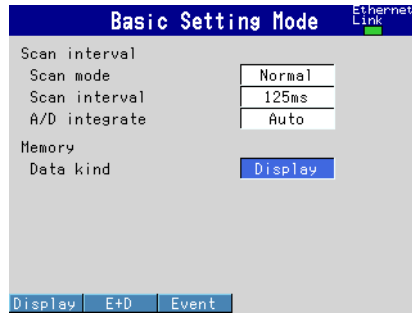 Basic Setting Mode
Ethernet
Link
Scan interval
Scan mode Normal
Scan interval 125ms
A/D integrate Auto
Memory
Data kind Display
Display E+D Event